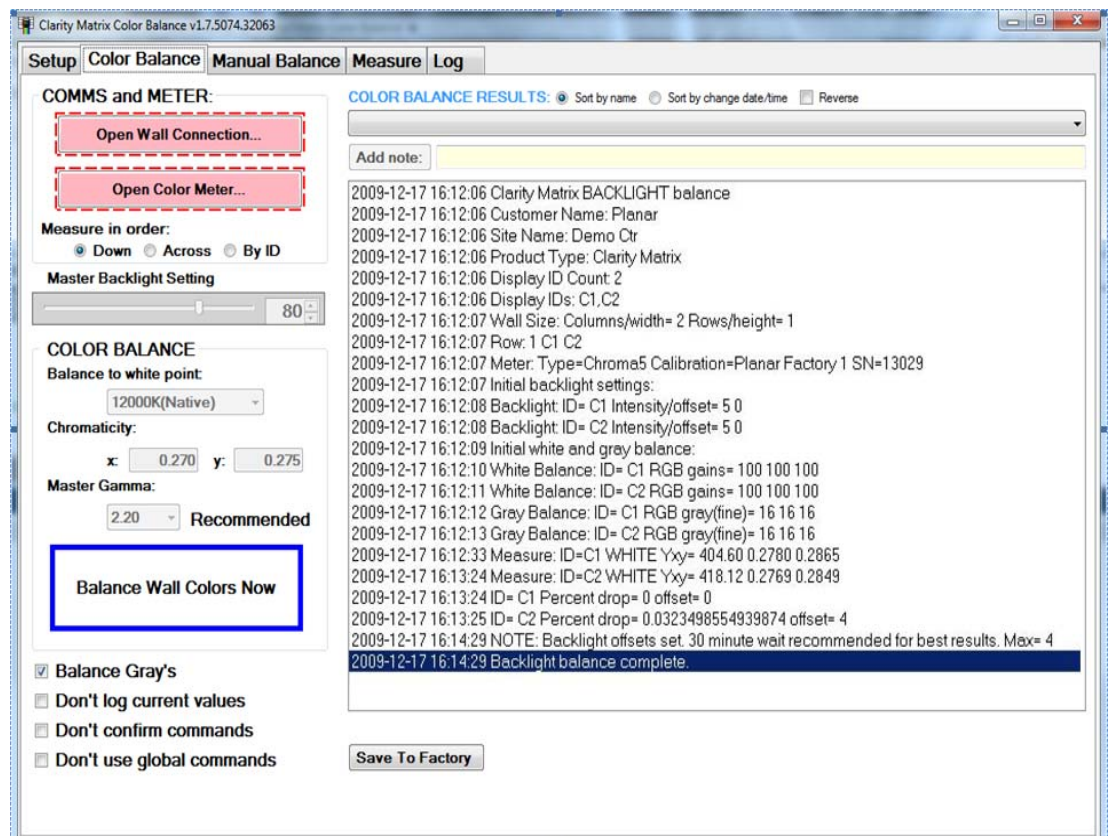 Clarity Matrix Color Balance v1.7.5074.32063
Setup Color Balance Manual Balance Measure Log
COMMS and METER:
Open Wall Connection...
Open Color Meter...
Measure in order:
Down Across By ID
Master Backlight Setting
80
COLOR BALANCE
Balance to white point:
12000K(Native)
Chromaticity:
x: 0.270 y: 0.275
Master Gamma:
2.20 Recommended
Balance Wall Colors Now
Balance Gray's
Don't log current values
Don't confirm commands
Don't use global commands
COLOR BALANCE RESULTS: Sort by name Sort by change date/time Reverse
Add note:
2009-12-17 16:12:06 Clarity Matrix BACKLIGHT balance
2009-12-17 16:12:06 Customer Name: Planar
2009-12-17 16:12:06 Site Name: Demo Ctr
2009-12-17 16:12:06 Product Type: Clarity Matrix
2009-12-17 16:12:06 Display ID Count: 2
2009-12-17 16:12:06 Display IDs: C1,C2
2009-12-17 16:12:07 Wall Size: Columns/width= 2 Rows/height= 1
2009-12-17 16:12:07 Row: 1 C1 C2
2009-12-17 16:12:07 Meter: Type=Chroma5 Calibration=Planar Factory 1 SN=13029
2009-12-17 16:12:07 Initial backlight settings:
2009-12-17 16:12:08 Backlight: ID= C1 Intensity/offset= 5 0
2009-12-17 16:12:08 Backlight: ID= C2 Intensity/offset= 5 0
2009-12-17 16:12:09 Initial white and gray balance:
2009-12-17 16:12:10 White Balance: ID= C1 RGB gains= 100 100 100
2009-12-17 16:12:11 White Balance: ID= C2 RGB gains= 100 100 100
2009-12-17 16:12:12 Gray Balance: ID= C1 RGB gray(fine)= 16 16 16
2009-12-17 16:12:13 Gray Balance: ID= C2 RGB gray(fine)= 16 16 16
2009-12-17 16:12:33 Measure: ID=C1 WHITE Yxy= 404.60 0.2780 0.2865
2009-12-17 16:13:24 Measure: ID=C2 WHITE Yxy= 418.12 0.2769 0.2849
2009-12-17 16:13:24 ID= C1 Percent drop= 0 offset= 0
2009-12-17 16:13:25 ID= C2 Percent drop= 0.0323498554939874 offset= 4
2009-12-17 16:14:29 NOTE: Backlight offsets set. 30 minute wait recommended for best results. Max= 4
2009-12-17 16:14:29 Backlight balance complete.
Save To Factory